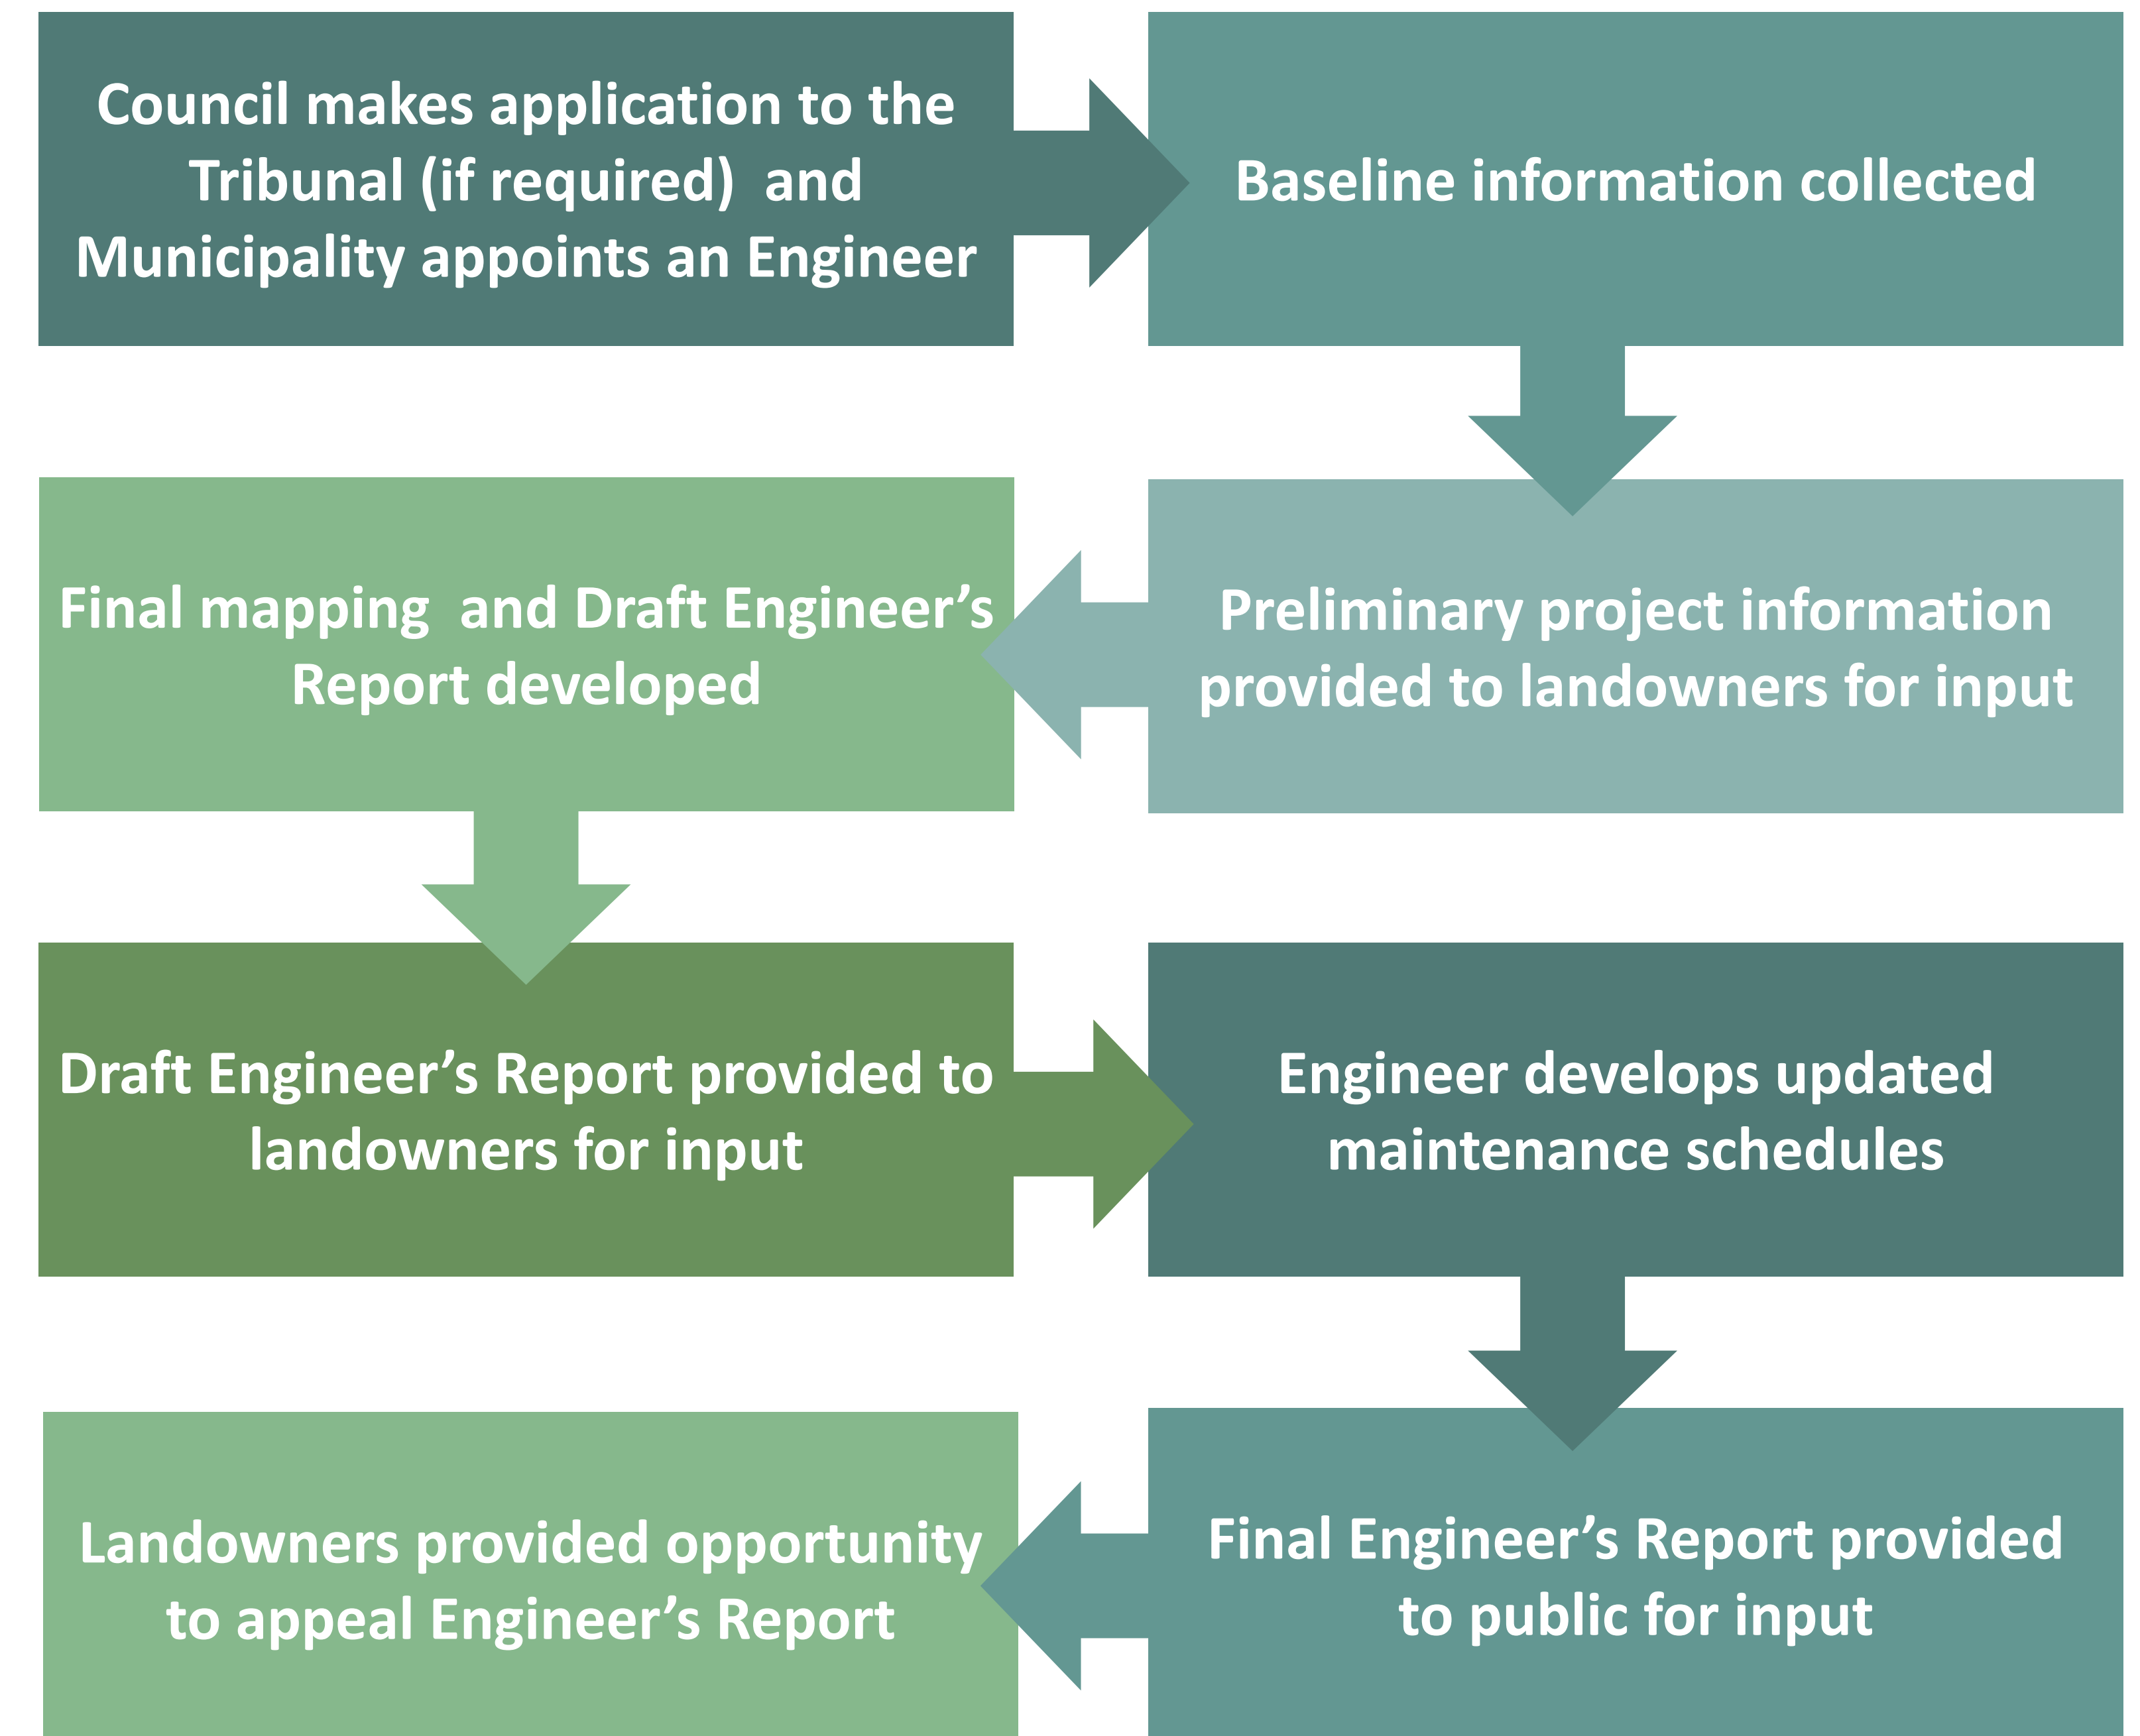 Council makes application to the
Tribunal (if required) and
Municipality appoints an Engineer
Baseline information collected
Preliminary project information
provided to landowners for input
Final mapping and Draft Engineer’s
Report developed
Draft Engineer’s Report provided to
landowners for input
Engineer develops updated
maintenance schedules
Final Engineer’s Report provided
to public for input
Landowners provided opportunity
to appeal Engineer’s Report